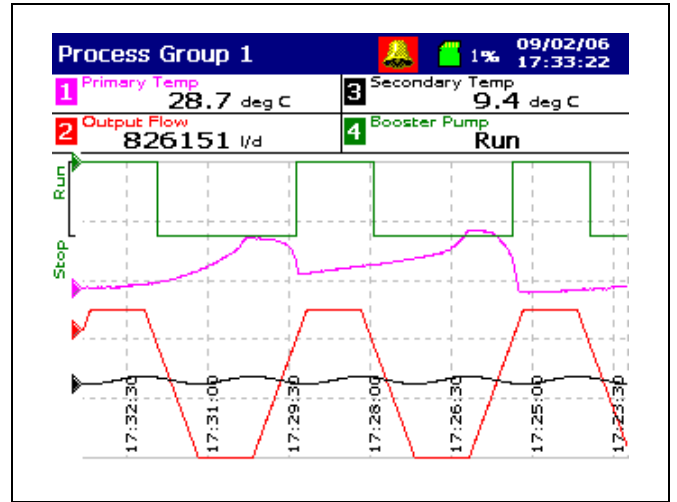 Process Group 1
1%
09/02/06
17:33:22
1
Primary Temp
28.7 deg C
3
Secondary Temp
9.4 deg C
2
Output Flow
826151 l/d
4
Booster Pump
Run
Run
Stop
17:32:30
17:31:00
17:29:30
17:28:00
17:26:30
17:25:00
17:23:30